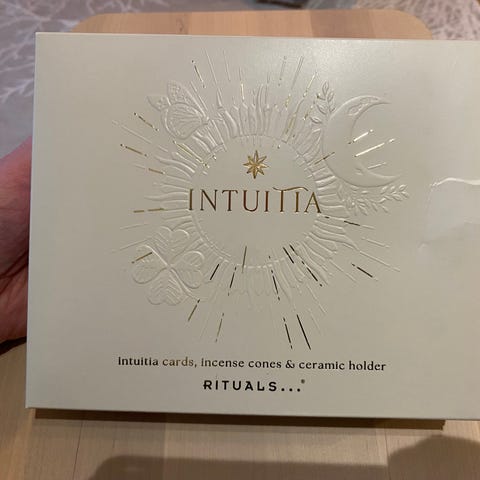 INTUITIA
intuitia cards, incense cones & ceramic holder
RITUALS...®